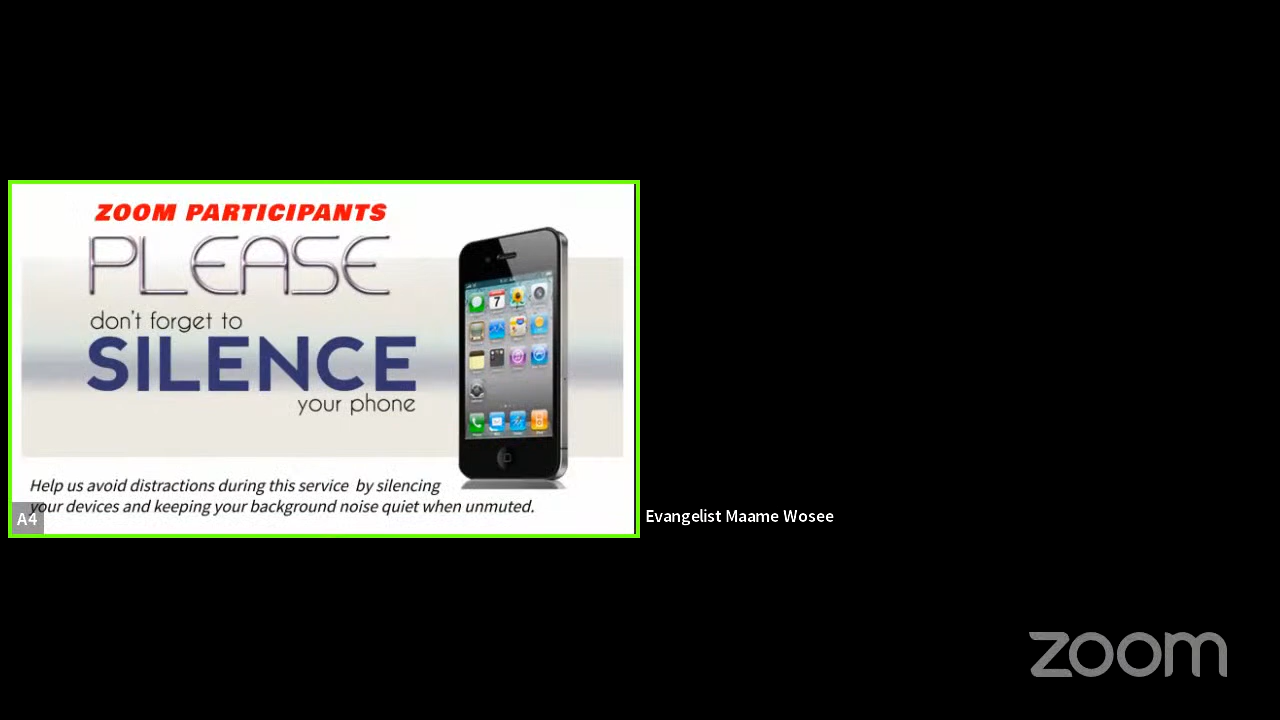 ZOOM PARTICIPANTS
PLEASE
don't forget to
SILENCE
your phone
7
Help us avoid distractions during this service by silencing
your devices and keeping your background noise quiet when unmuted.
A4
Evangelist Maame Wosee
zoom